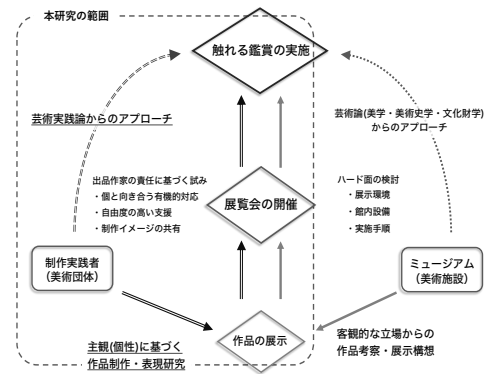 本研究の範囲
触れる鑑賞の実施
芸術実践論からのアプローチ
芸術論(美学・美術史学・文化財学)
からのアプローチ
出品作家の責任に基づく試み
・個と向き合う有機的対応
・自由度の高い支援
・制作イメージの共有
展覧会の開催
ハード面の検討
・展示環境
・館内設備
・実施手順
制作実践者
(美術団体)
ミュージアム
(美術施設)
主観(個性)に基づく
作品制作・表現研究
作品の展示
客観的な立場からの
作品考察・展示構想